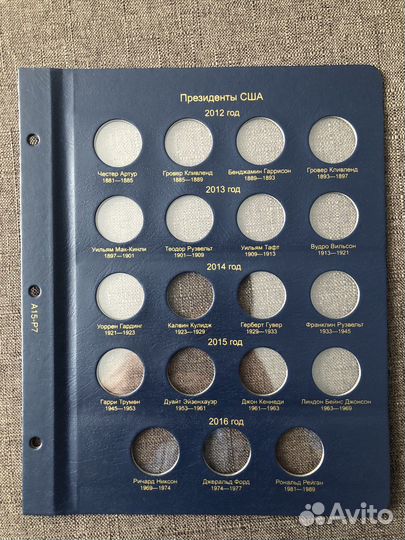 Президенты США
2012 год
Честер Артур
1881—1885
Гровер Кливленд
1885—1889
Бенджамин Гаррисон
1889—1893
Гровер Кливленд
1893—1897
2013 год
Уильям Мак-Кинли
1897—1901
Теодор Рузвельт
1901—1909
Уильям Тафт
1909—1913
Вудро Вильсон
1913—1921
2014 год
Уоррен Гардинг
1921—1923
Калвин Кулидж
1923—1929
Герберт Гувер
1929—1933
Франклин Рузвельт
1933—1945
2015 год
Гарри Трумен
1945—1953
Дуайт Эйзенхауэр
1953—1961
Джон Кеннеди
1961—1963
Линдон Бейнс Джонсон
1963—1969
2016 год
Ричард Никсон
1969—1974
Джеральд Форд
1974—1977
Рональд Рейган
1981—1989
A15-P7
Avito